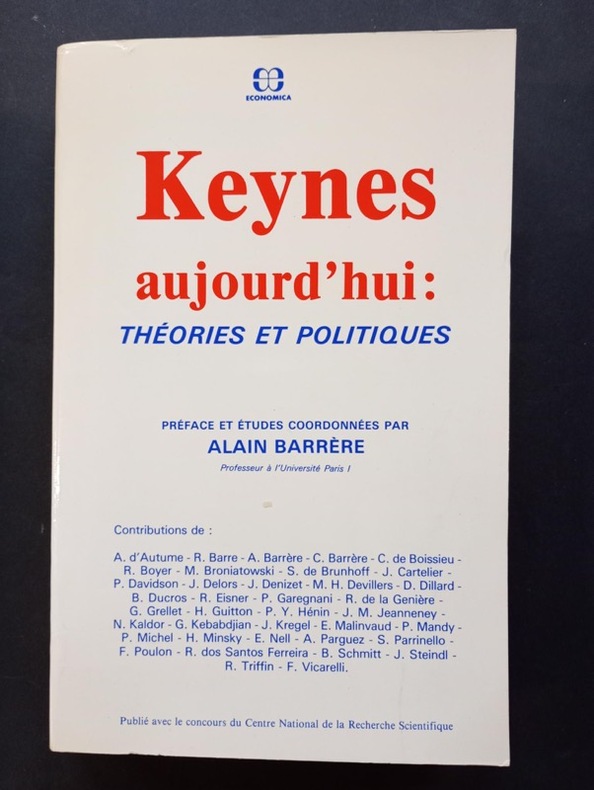 ECONOMICA
Keynes
aujourd'hui:
THÉORIES ET POLITIQUES
PRÉFACE ET ÉTUDES COORDONNÉES PAR
ALAIN BARRÈRE
Professeur à l'Université Paris I
Contributions de :
A. d'Autume - R. Barre - A. Barrère - C. Barrère - C. de Boissieu -
R. Boyer - M. Broniatowski - S. de Brunhoff - J. Cartelier -
P. Davidson - J. Delors - J. Denizet - M. H. Devillers - D. Dillard -
B. Ducros - R. Eisner - P. Garegnani - R. de la Genière -
G. Grellet - H. Guitton - P. Y. Hénin - J. M. Jeanneney -
N. Kaldor - G. Kebabdjian - J. Kregel - E. Malinvaud - P. Mandy -
P. Michel - H. Minsky - E. Nell - A. Parguez - S. Parrinello -
F. Poulon - R. dos Santos Ferreira - B. Schmitt - J. Steindl -
R. Triffin - F. Vicarelli.
Publié avec le concours du Centre National de la Recherche Scientifique